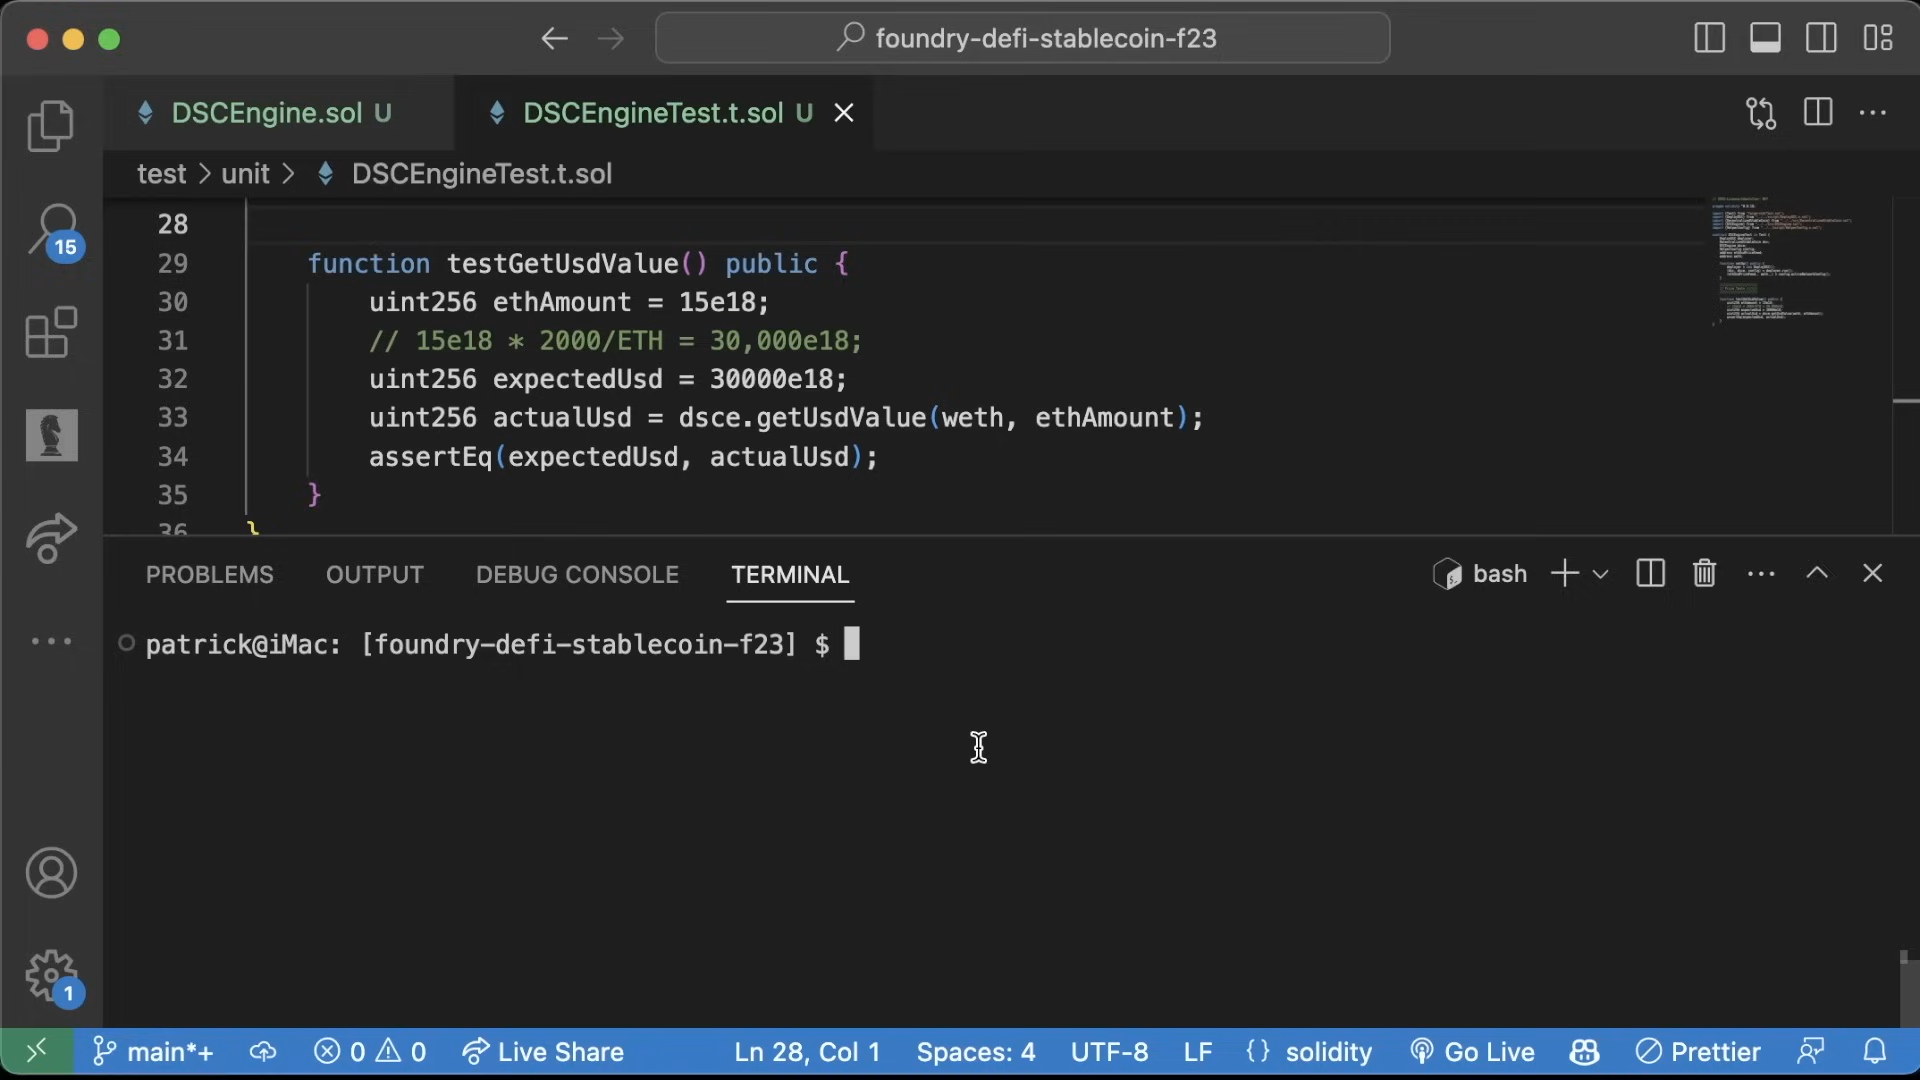 foundry-defi-stablecoin-f23
DSCEngine.sol U
DSCEngineTest.t.sol U
test > unit > DSCEngineTest.t.sol
15
28
29 function testGetUsdValue() public {
30 uint256 ethAmount = 15e18;
31 // 15e18 * 2000/ETH = 30,000e18;
32 uint256 expectedUsd = 30000e18;
33 uint256 actualUsd = dsce.getUsdValue(weth, ethAmount);
34 assertEq(expectedUsd, actualUsd);
35 }
36 }
PROBLEMS OUTPUT DEBUG CONSOLE TERMINAL bash
patrick@iMac: [foundry-defi-stablecoin-f23] $
1
main*+ 0 0 Live Share Ln 28, Col 1 Spaces: 4 UTF-8 LF {} solidity Go Live Prettier